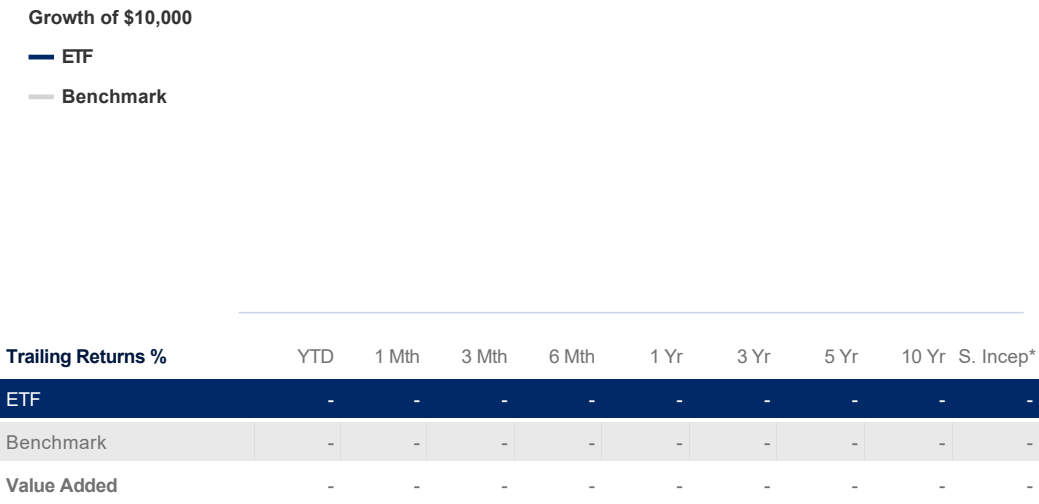 Growth of $10,000
ETF
Benchmark
Trailing Returns % YTD 1 Mth 3 Mth 6 Mth 1 Yr 3 Yr 5 Yr 10 Yr S. Incep*
ETF - - - - - - - - -
Benchmark - - - - - - - - -
Value Added - - - - - - - - -